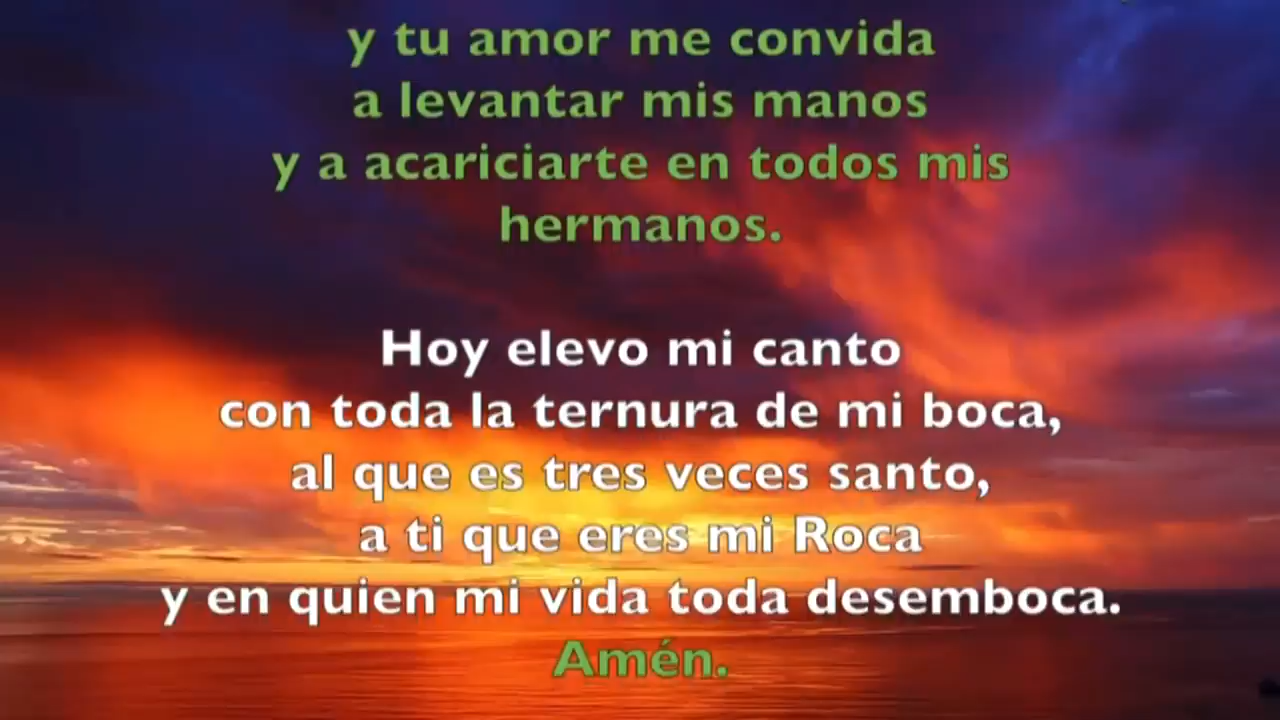 y tu amor me convida
a levantar mis manos
y a acariciarte en todos mis
hermanos.
Hoy elevo mi canto
con toda la ternura de mi boca,
al que es tres veces santo,
a ti que eres mi Roca
y en quien mi vida toda desemboca.
Amén.